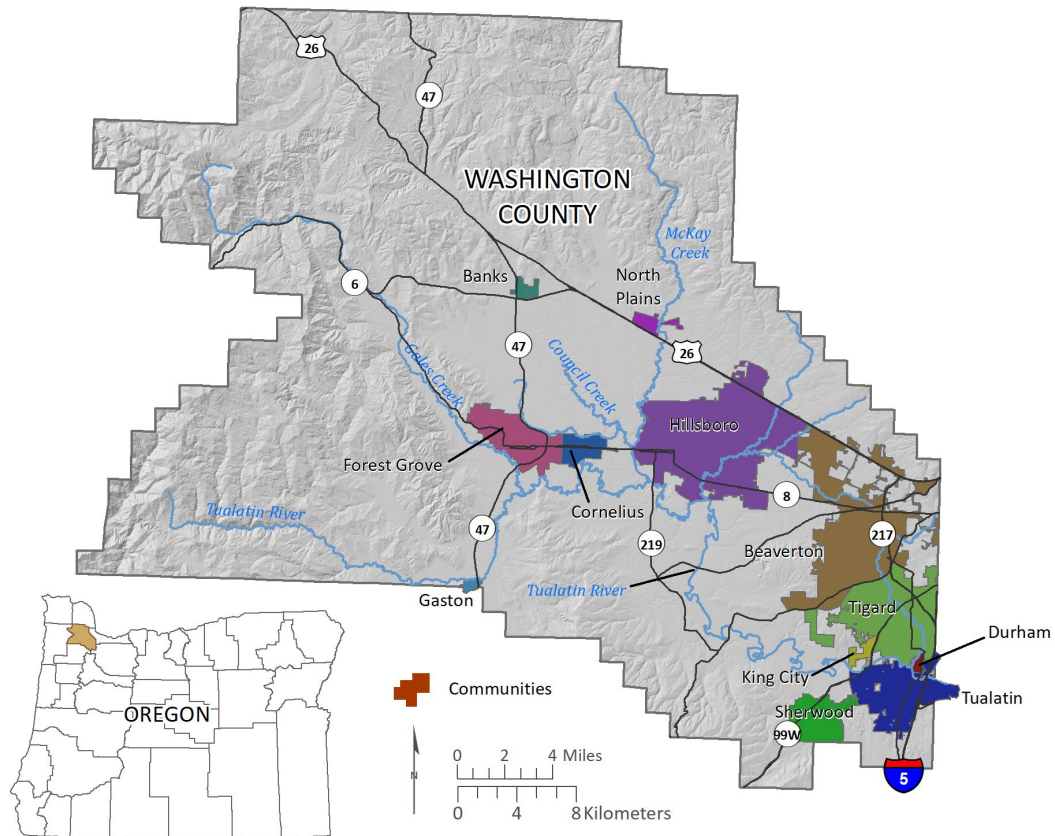 26
47
WASHINGTON
COUNTY
McKay
Creek
6
Banks
North
Plains
47
26
Gales Creek
Council Creek
Hillsboro
Forest Grove
Cornelius
8
Tualatin River
47
219
Beaverton
217
Tualatin River
Gaston
Tigard
Durham
King City
Tualatin
Sherwood
99W
5
OREGON
Communities
N
0 2 4 Miles
0 4 8 Kilometers